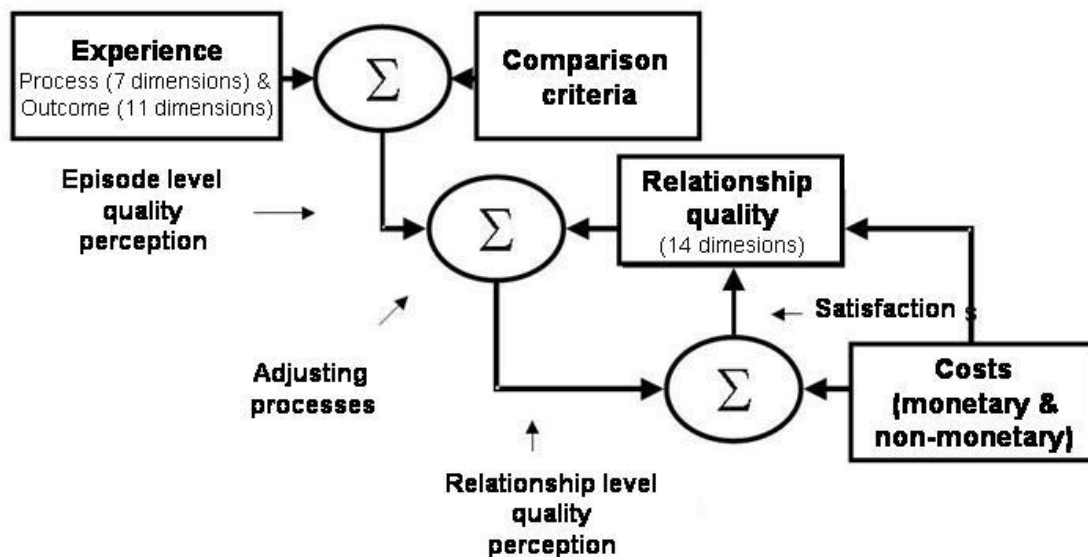 Experience
Process (7 dimensions) &
Outcome (11 dimensions)
Σ
Comparison
criteria
Episode level
quality
perception
Σ
Relationship
quality
(14 dimesions)
Satisfaction s
Adjusting
processes
Σ
Costs
(monetary &
non-monetary)
Relationship level
quality
perception